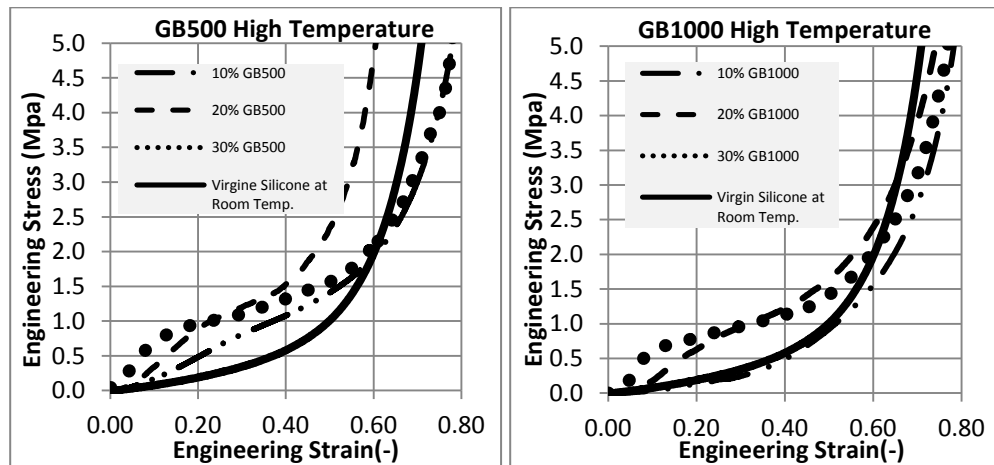 GB500 High Temperature
Engineering Stress (Mpa)
5.0
4.5
4.0
3.5
3.0
2.5
2.0
1.5
1.0
0.5
0.0
10% GB500
20% GB500
30% GB500
Virgine Silicone at
Room Temp.
0.00 0.20 0.40 0.60 0.80
Engineering Strain(-)
GB1000 High Temperature
Engineering Stress (Mpa)
5.0
4.5
4.0
3.5
3.0
2.5
2.0
1.5
1.0
0.5
0.0
10% GB1000
20% GB1000
30% GB1000
Virgin Silicone at
Room Temp.
0.00 0.20 0.40 0.60 0.80
Engineering Strain(-)